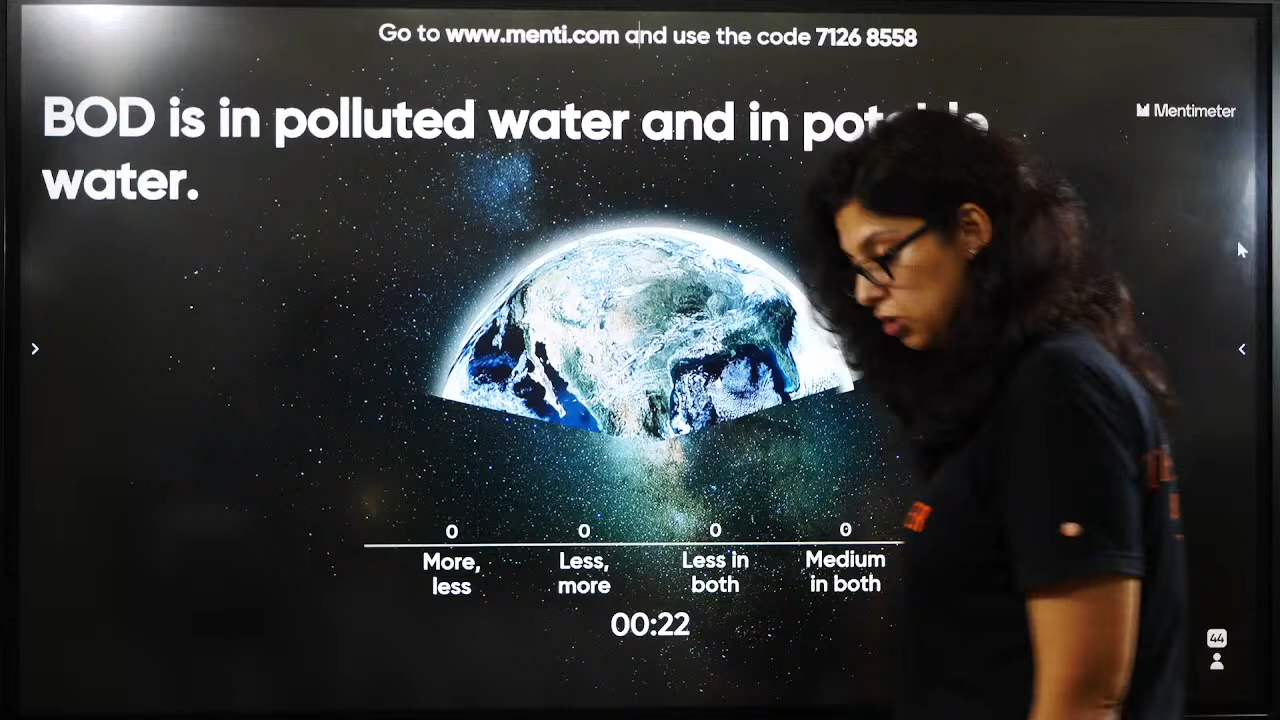 Go to www.menti.com and use the code 7126 8558
BOD is in polluted water and in
water.
Mentimeter
0 0 0 0
More, less
Less, more
Less in both
Medium in both
00:22
44